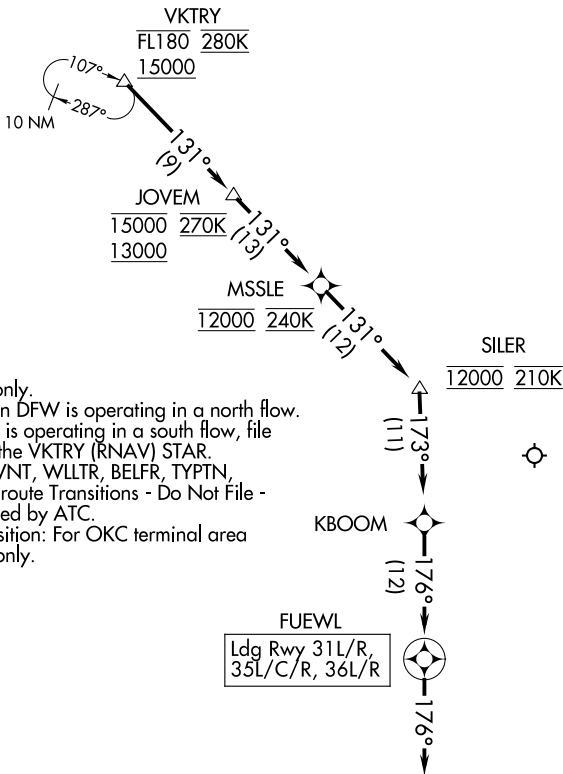 VKTRY
FL180 280K
15000
107°
287°
10 NM
131°
(9)
JOVEM
15000 270K
13000
131°
(13)
MSSLE
12000 240K
131°
(12)
SILER
12000 210K
only.
n DFW is operating in a north flow.
is operating in a south flow, file
the VKTRY (RNAV) STAR.
VNT, WLLTR, BELFR, TYPTN,
route Transitions - Do Not File -
ed by ATC.
sition: For OKC terminal area
only.
173°
(11)
KBOOM
176°
(12)
FUEWL
Ldg Rwy 31L/R,
35L/C/R, 36L/R
176°